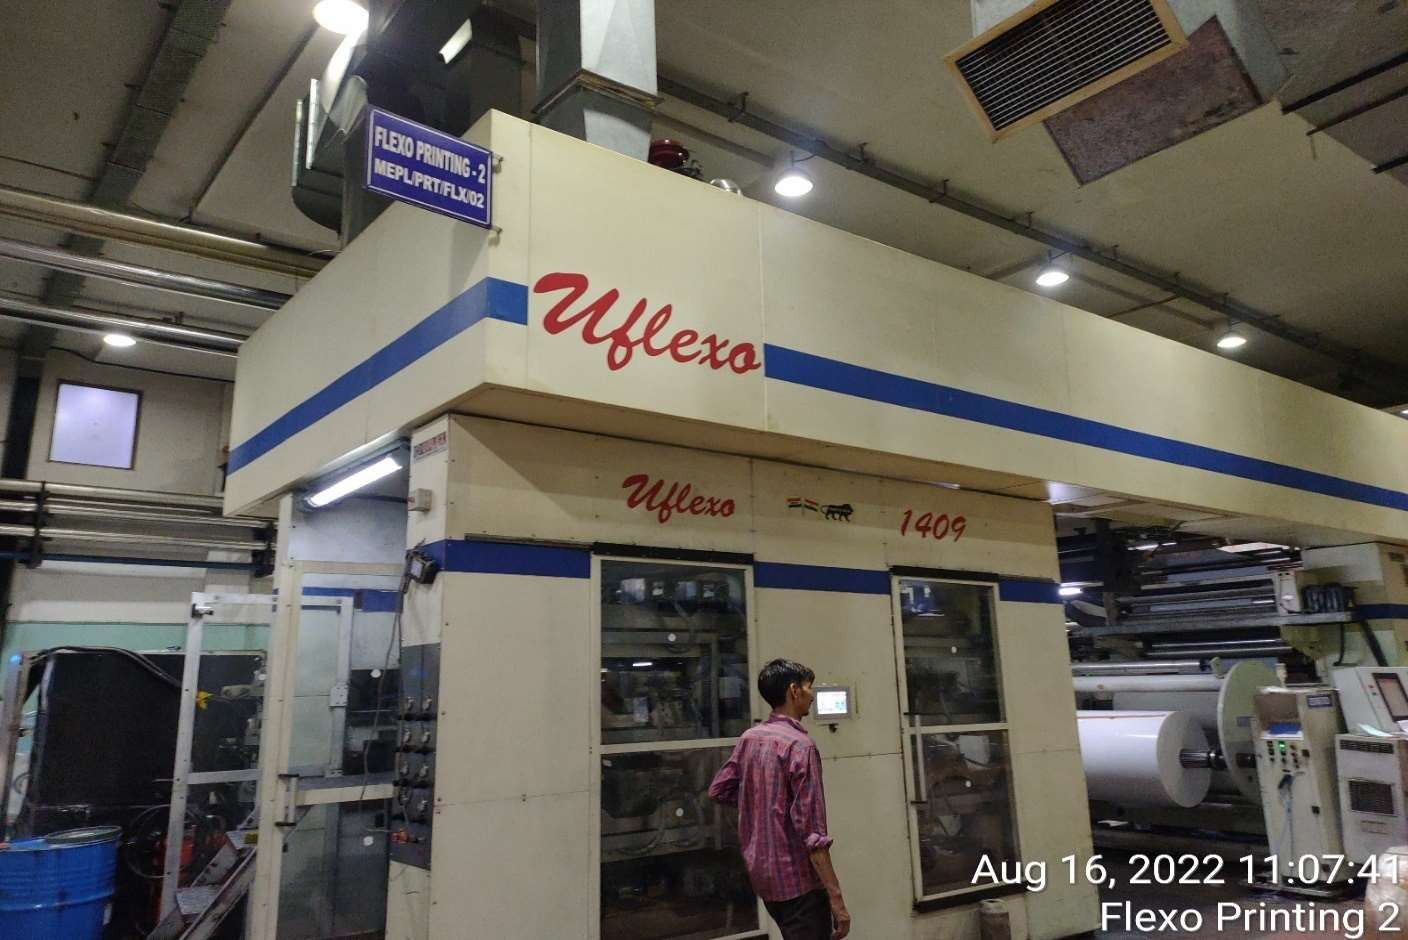 FLEXO PRINTING - 2
MEPL/PRT/FLX/02
Uflexo
Uflexo
1409
Aug 16, 2022 11:07:41
Flexo Printing 2